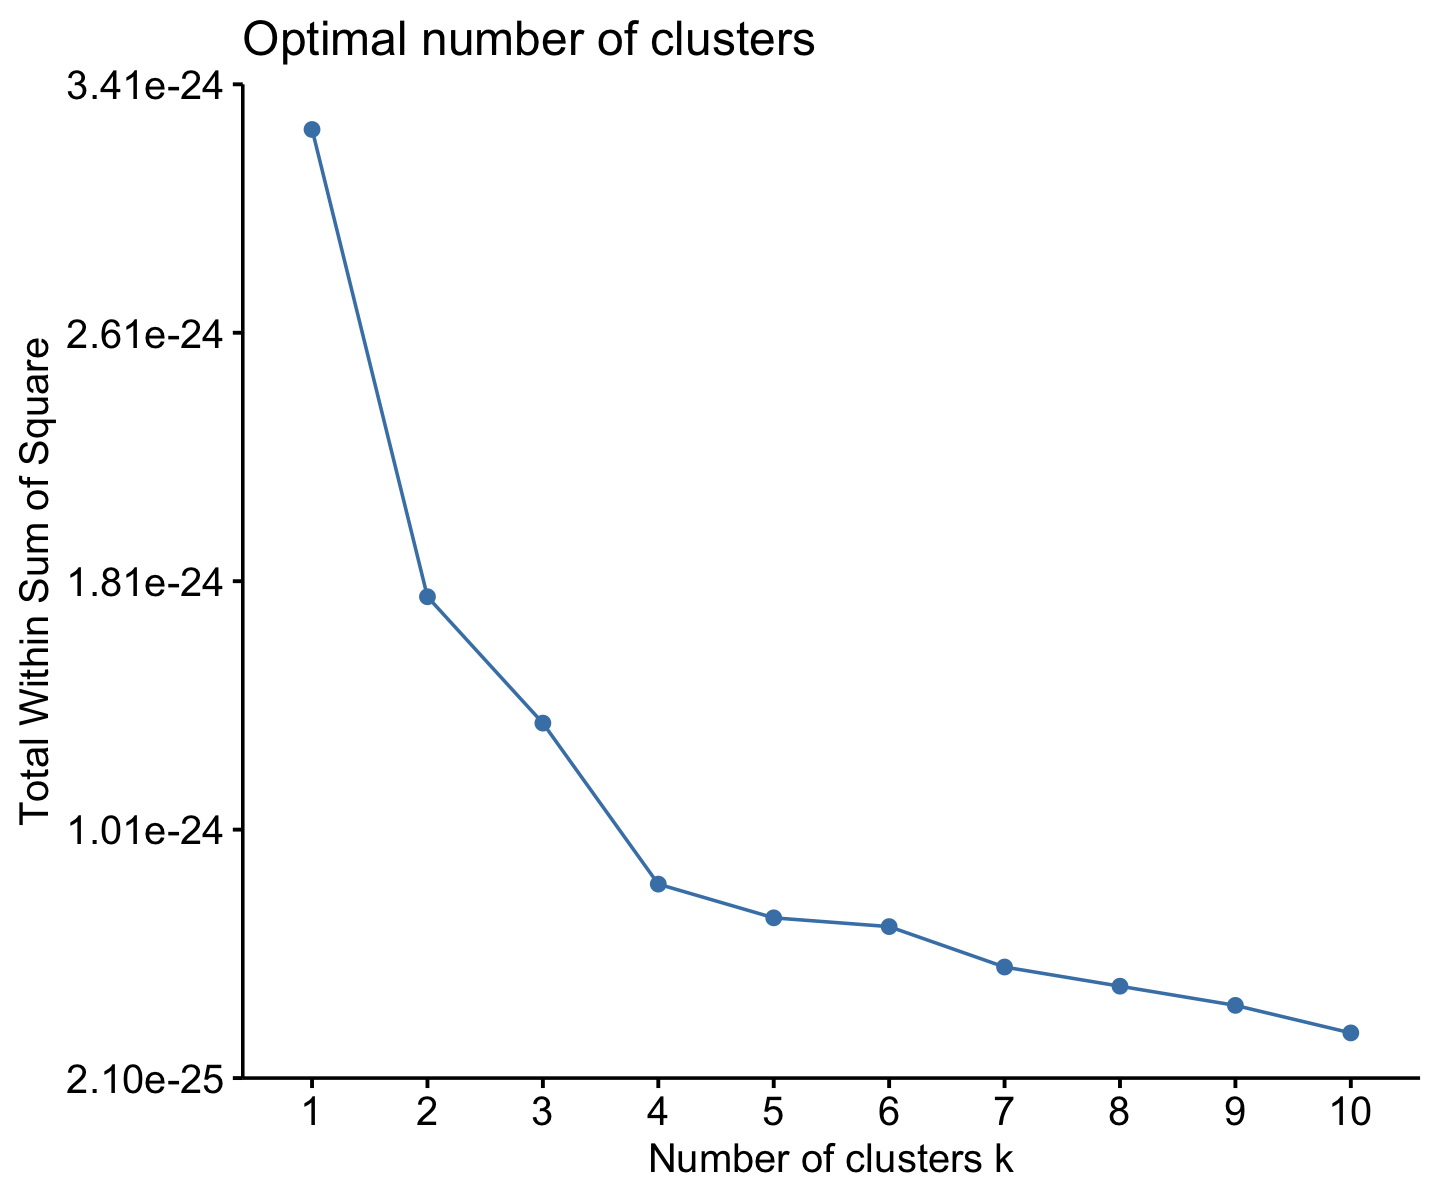 Optimal number of clusters
3.41e-24
2.61e-24
1.81e-24
1.01e-24
2.10e-25
Total Within Sum of Square
1 2 3 4 5 6 7 8 9 10
Number of clusters k